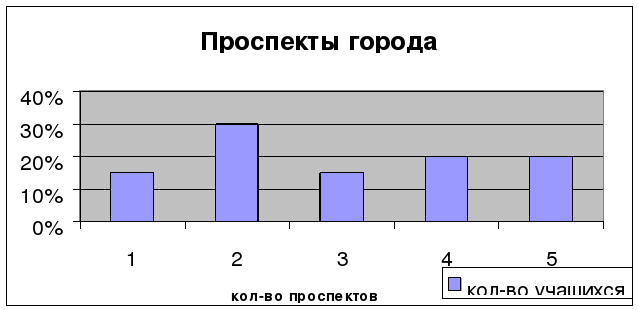 Проспекты города
40%
30%
20%
10%
0%
1 2 3 4 5
кол-во проспектов
кол-во учащихся